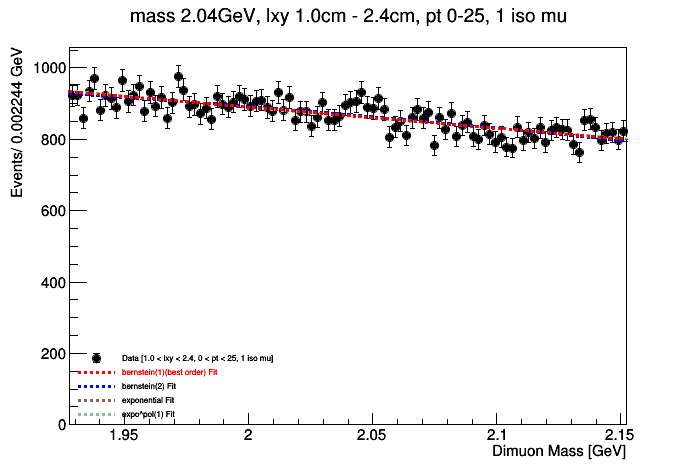 mass 2.04GeV, lxy 1.0cm - 2.4cm, pt 0-25, 1 iso mu
Events/ 0.002244 GeV
1000
800
600
400
200
0
Data [1.0 < lxy < 2.4, 0 < pt < 25, 1 iso mu]
bernstein(1)(best order) Fit
bernstein(2) Fit
exponential Fit
expo*pol(1) Fit
1.95 2 2.05 2.1 2.15
Dimuon Mass [GeV]